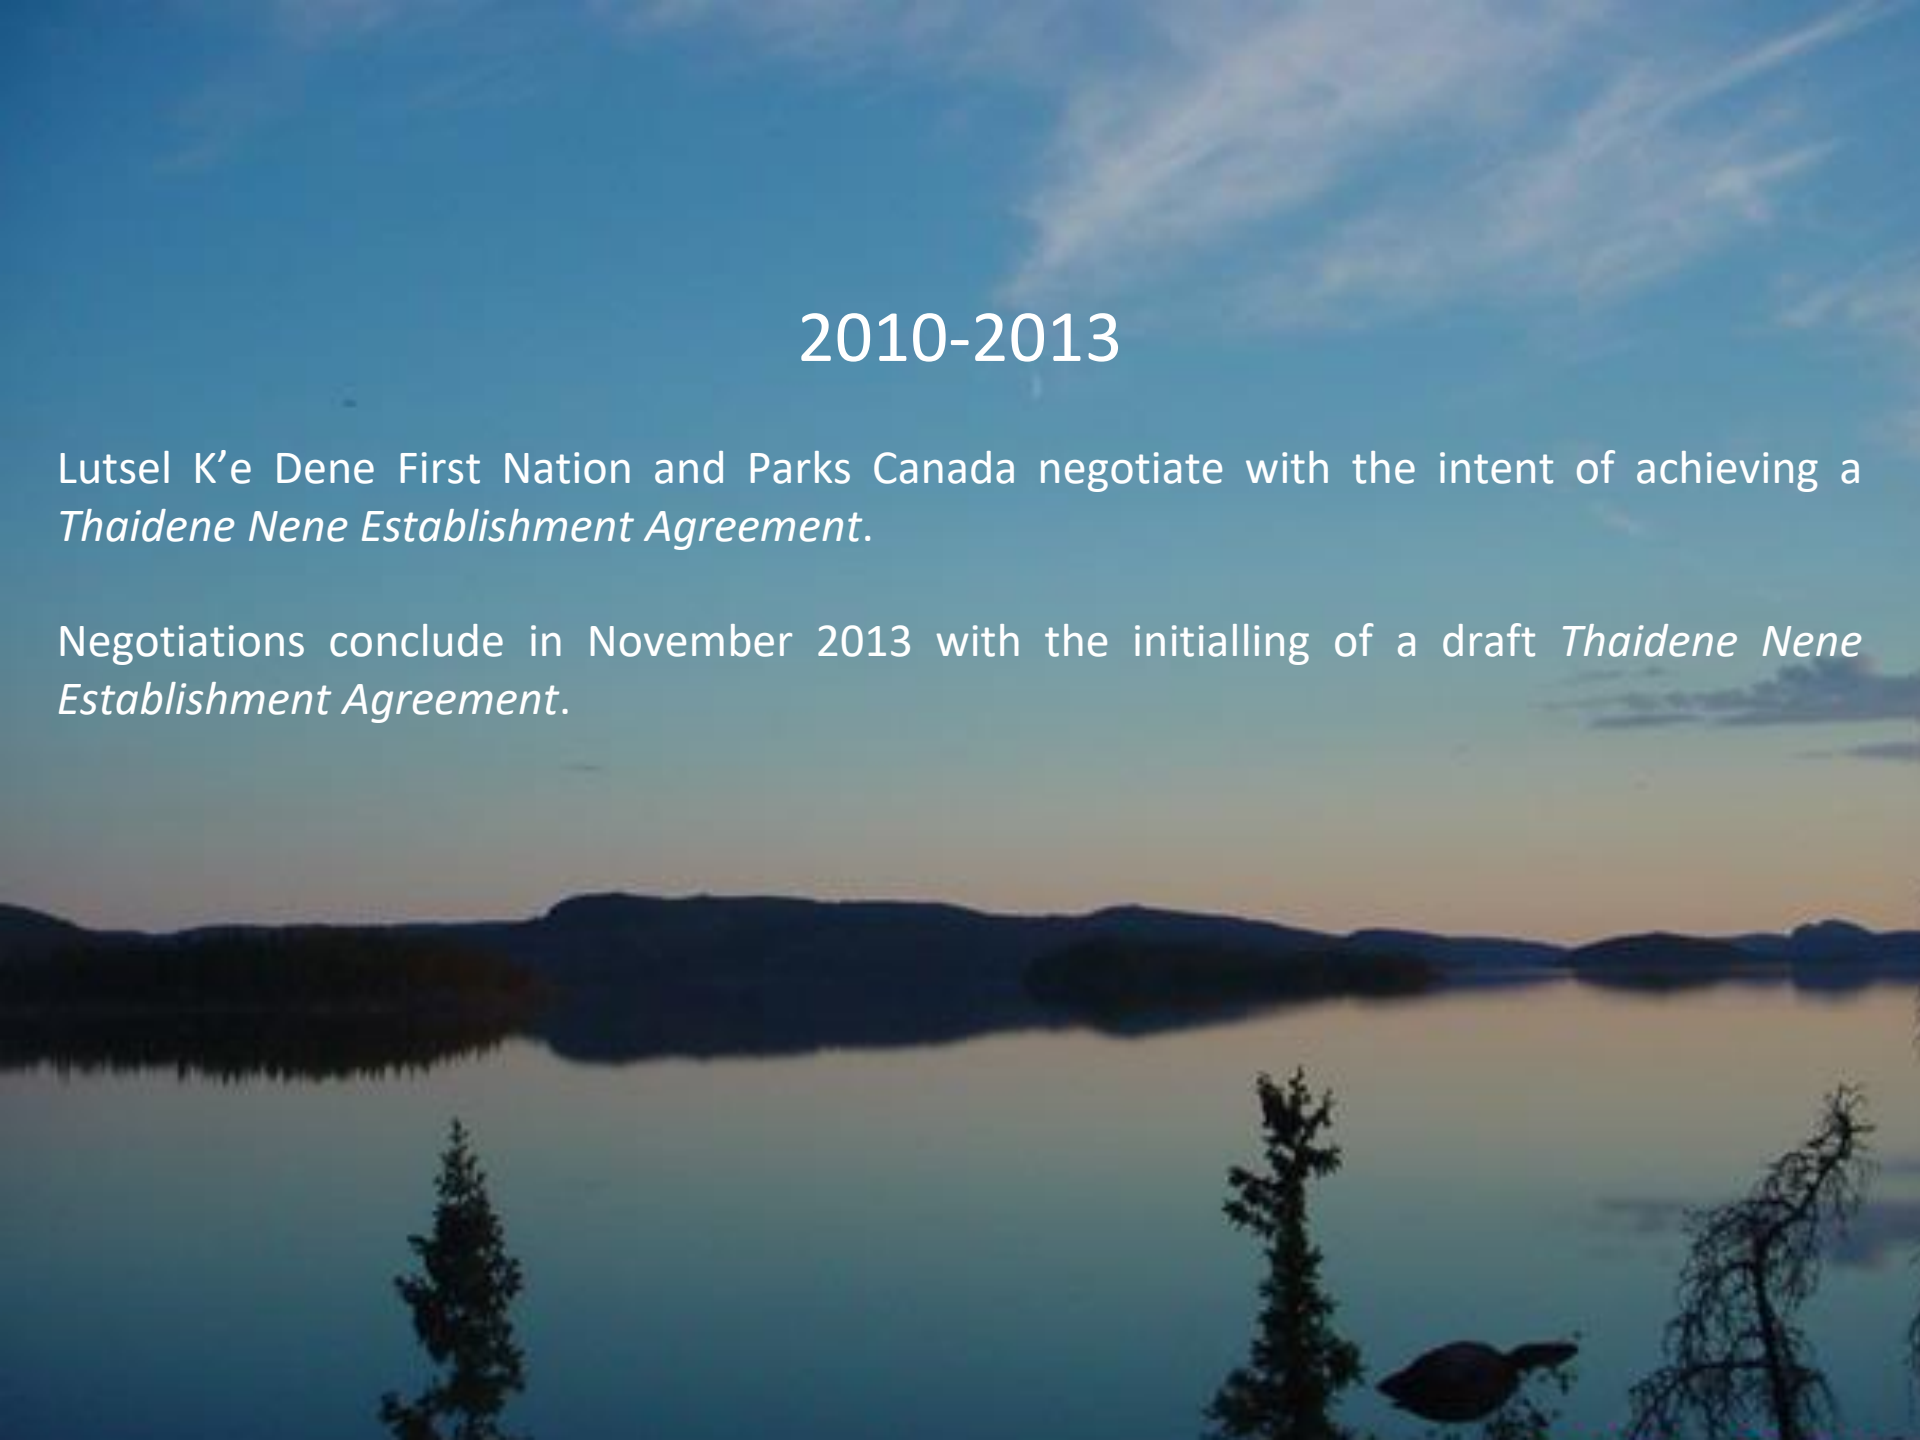 2010-2013
Lutsel K’e Dene First Nation and Parks Canada negotiate with the intent of achieving a
Thaidene Nene Establishment Agreement.
Negotiations conclude in November 2013 with the initialling of a draft Thaidene Nene
Establishment Agreement.